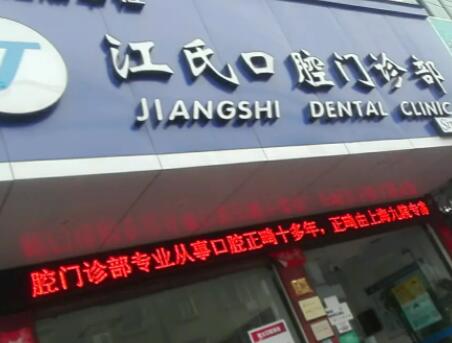 江氏口腔门诊部
JIANGSHI DENTAL CLINIC
腔门诊部专业从事口腔正畸十多年,正畸由上海九院专